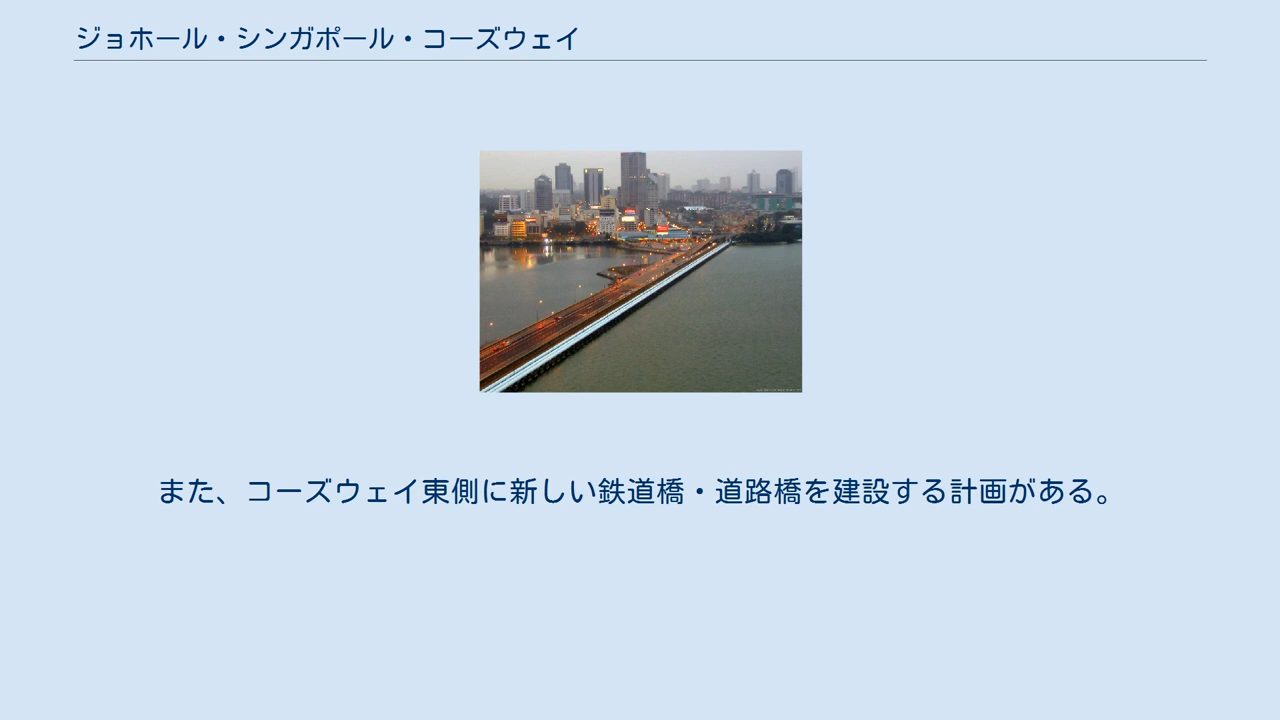 ジョホール・シンガポール・コーズウェイ
また、コーズウェイ東側に新しい鉄道橋・道路橋を建設する計画がある。